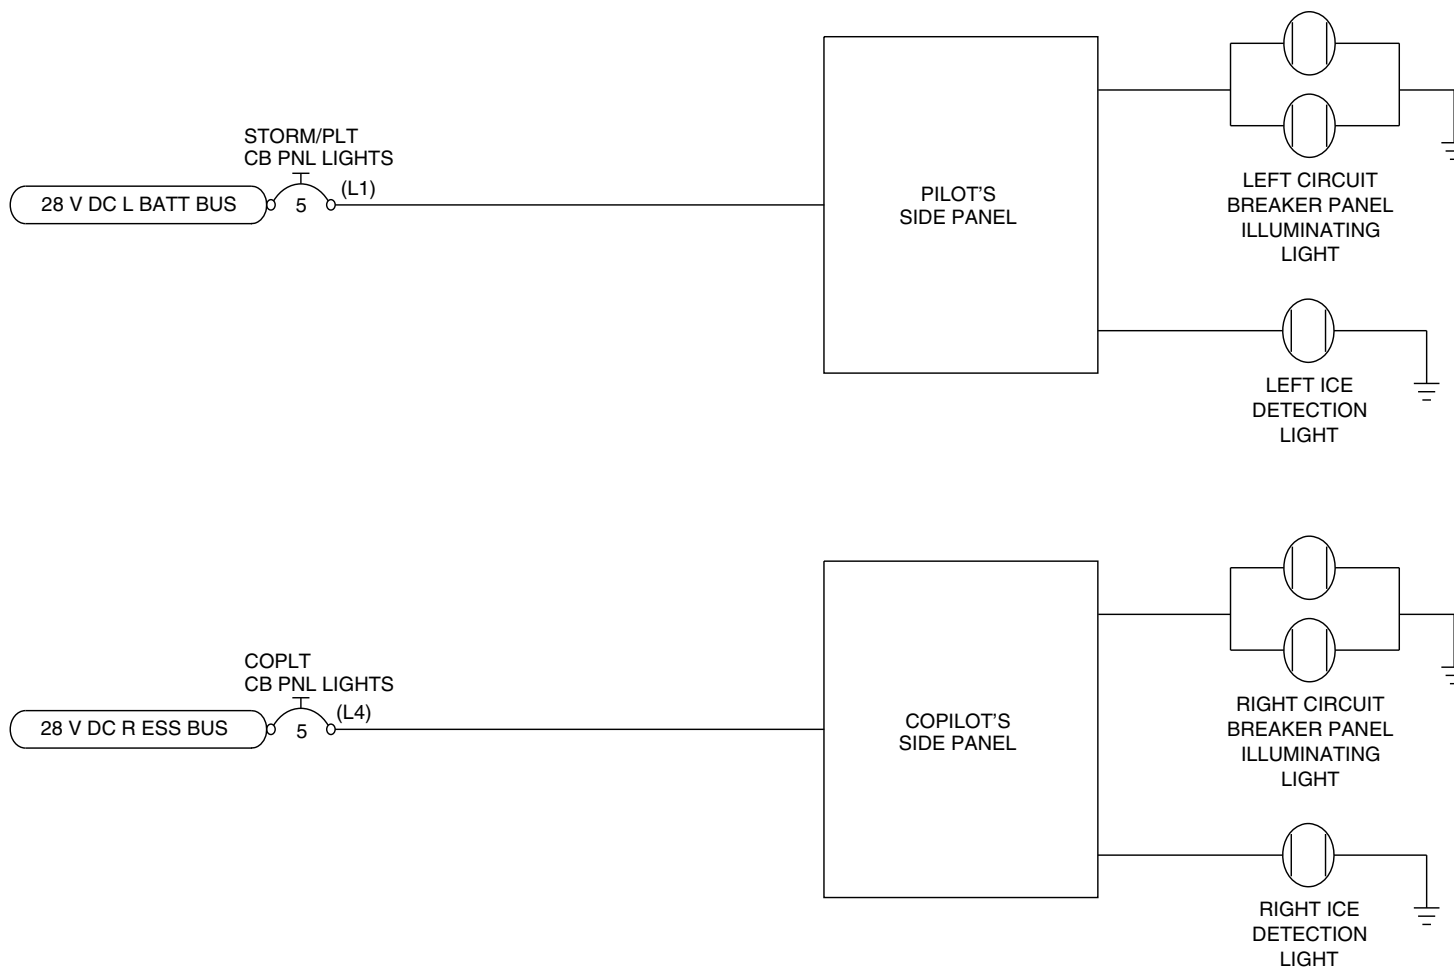 STORM/PLT
CB PNL LIGHTS
(L1)
28 V DC L BATT BUS
5
PILOT'S
SIDE PANEL
LEFT CIRCUIT
BREAKER PANEL
ILLUMINATING
LIGHT
LEFT ICE
DETECTION
LIGHT
COPLT
CB PNL LIGHTS
(L4)
28 V DC R ESS BUS
5
COPILOT'S
SIDE PANEL
RIGHT CIRCUIT
BREAKER PANEL
ILLUMINATING
LIGHT
RIGHT ICE
DETECTION
LIGHT